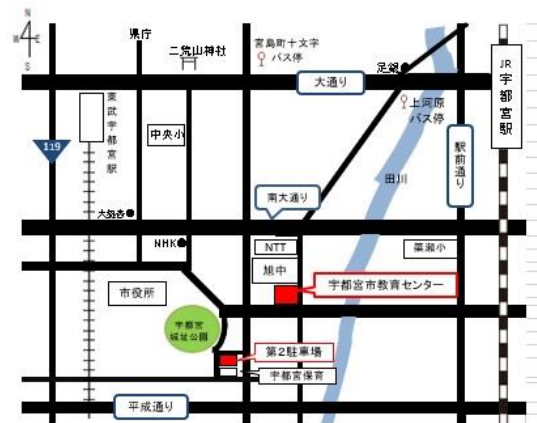 N
W E
S
県庁
二荒山神社
宮島町十文字
バス停
足銀
JR宇都宮駅
大通り
東武宇都宮駅
中央小
上河原
バス停
119
駅前通り
田川
南大通り
NHK
NTT
簗瀬小
旭中
市役所
宇都宮市教育センター
宇都宮
城址公園
第2駐車場
宇都宮保育
平成通り